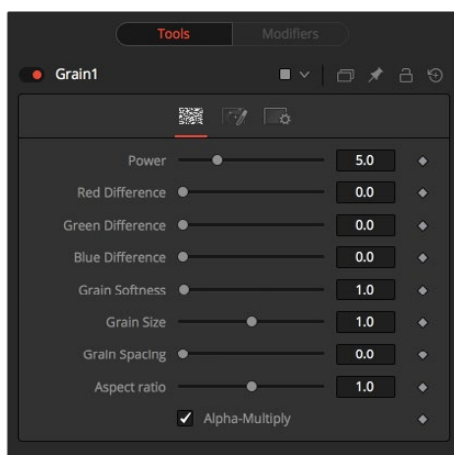 Tools Modifiers
Grain1
Power 5.0
Red Difference 0.0
Green Difference 0.0
Blue Difference 0.0
Grain Softness 1.0
Grain Size 1.0
Grain Spacing 0.0
Aspect ratio 1.0
Alpha-Multiply